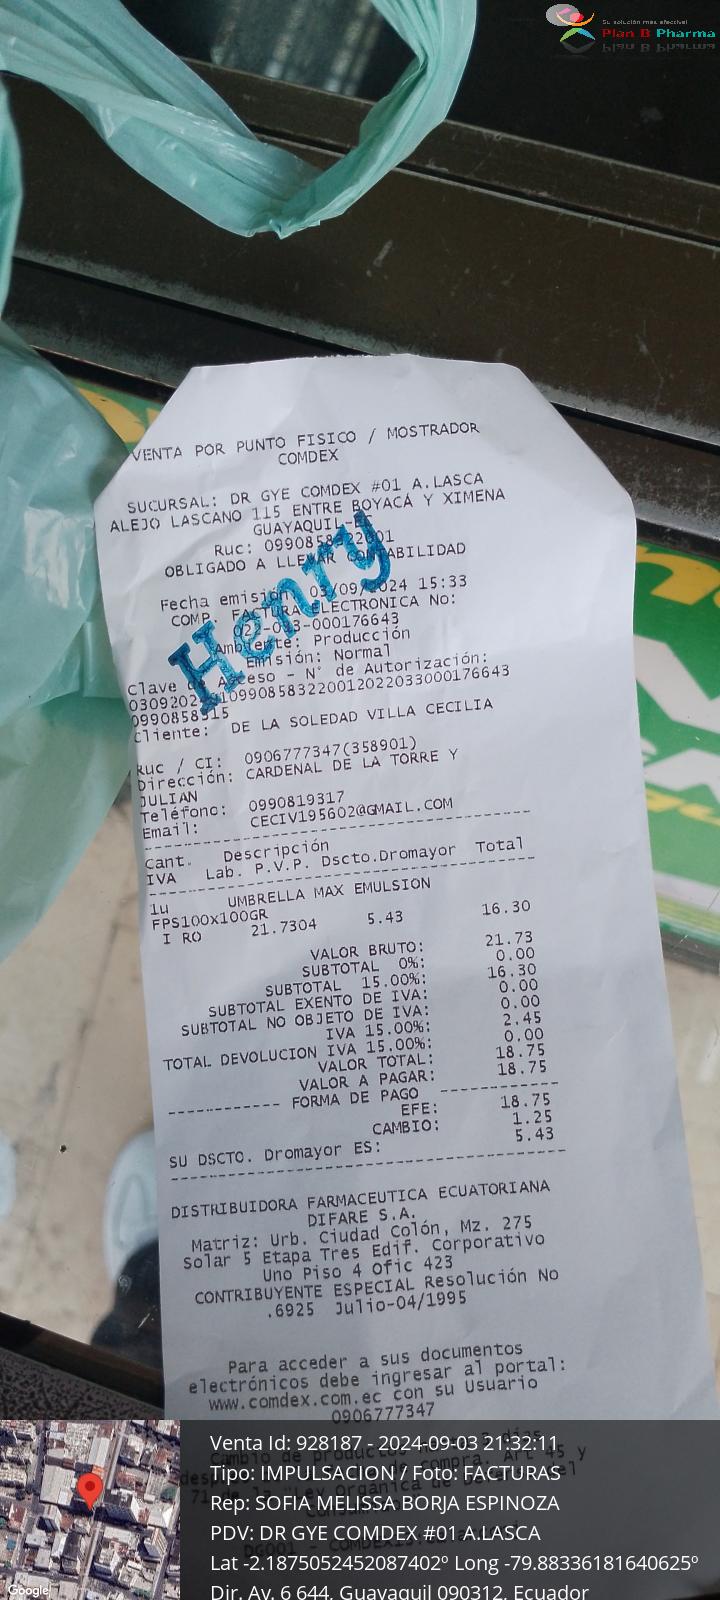 Su solución más efectiva!
Plan B Pharma
VENTA POR PUNTO FISICO / MOSTRADOR
COMDEX
SUCURSAL: DR GYE COMDEX #01 A.LASCA
ALEJO LASCANO 115 ENTRE BOYACÁ Y XIMENA
GUAYAQUIL-EC
Ruc: 0990858322001
OBLIGADO A LLEVAR CONTABILIDAD
Henry
Fecha emisión: 03/09/2024 15:33
COMP. FACTURA ELECTRONICA No:
022-033-000176643
Ambiente: Producción
Emisión: Normal
Clave de Acceso - N° de Autorización:
0990858315
Cliente: DE LA SOLEDAD VILLA CECILIA
Ruc / CI: 0906777347(358901)
Dirección: CARDENAL DE LA TORRE Y
JULIAN
Teléfono: 0990819317
Email: CECIV195602@GMAIL.COM
Cant. Descripción
IVA Lab. P.V.P. Dscto.Dromayor Total
1u UMBRELLA MAX EMULSION
FPS100X100GR
I RO 21.7304 5.43 16.30
VALOR BRUTO: 21.73
SUBTOTAL 0%: 0.00
SUBTOTAL 15.00%: 16.30
SUBTOTAL EXENTO DE IVA: 0.00
SUBTOTAL NO OBJETO DE IVA: 0.00
IVA 15.00%: 2.45
TOTAL DEVOLUCION IVA 15.00%: 0.00
VALOR TOTAL: 18.75
VALOR A PAGAR: 18.75
------------ FORMA DE PAGO ------------
EFE: 18.75
CAMBIO: 1.25
SU DSCTO. Dromayor ES: 5.43
DISTRIBUIDORA FARMACEUTICA ECUATORIANA
DIFARE S.A.
Matriz: Urb. Ciudad Colón, Mz. 275
Solar 5 Etapa Tres Edif. Corporativo
Uno Piso 4 Ofic 423
CONTRIBUYENTE ESPECIAL Resolución No
.6925 Julio-04/1995
Para acceder a sus documentos
electrónicos debe ingresar al portal:
www.comdex.com.ec con su Usuario
0906777347
Venta Id: 928187 - 2024-09-03 21:32:11
Tipo: IMPULSACION / Foto: FACTURAS
Rep: SOFIA MELISSA BORJA ESPINOZA
PDV: DR GYE COMDEX #01 A.LASCA
Lat -2.1875052452087402º Long -79.88336181640625º
Dir. Av. 6 644, Guayaquil 090312, Ecuador
Google